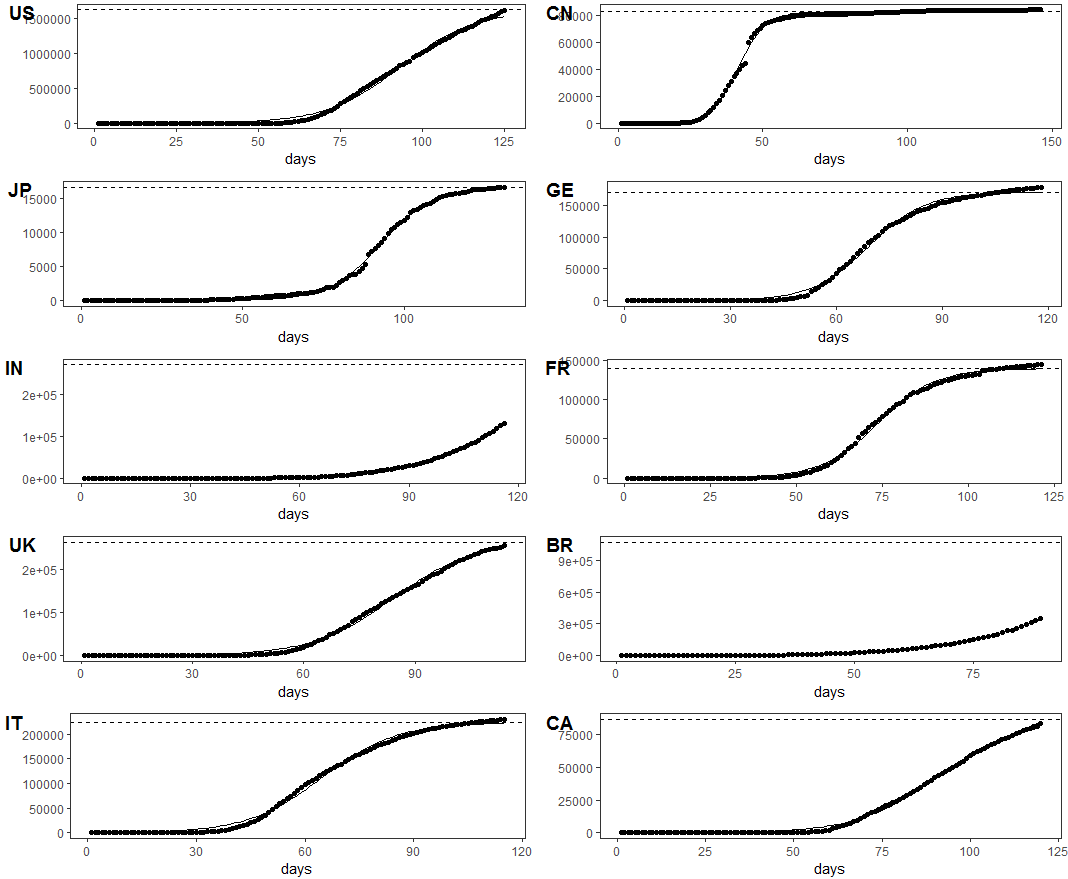 US
1500000
1000000
500000
0
0 25 50 75 100 125
days
CN
80000
60000
40000
20000
0
0 50 100 150
days
JP
15000
10000
5000
0
0 50 100
days
GE
150000
100000
50000
0
0 30 60 90 120
days
IN
2e+05
1e+05
0e+00
0 30 60 90 120
days
FR
150000
100000
50000
0
0 25 50 75 100 125
days
UK
2e+05
1e+05
0e+00
0 30 60 90
days
BR
9e+05
6e+05
3e+05
0e+00
0 25 50 75
days
IT
200000
150000
100000
50000
0
0 30 60 90 120
days
CA
75000
50000
25000
0
0 25 50 75 100 125
days